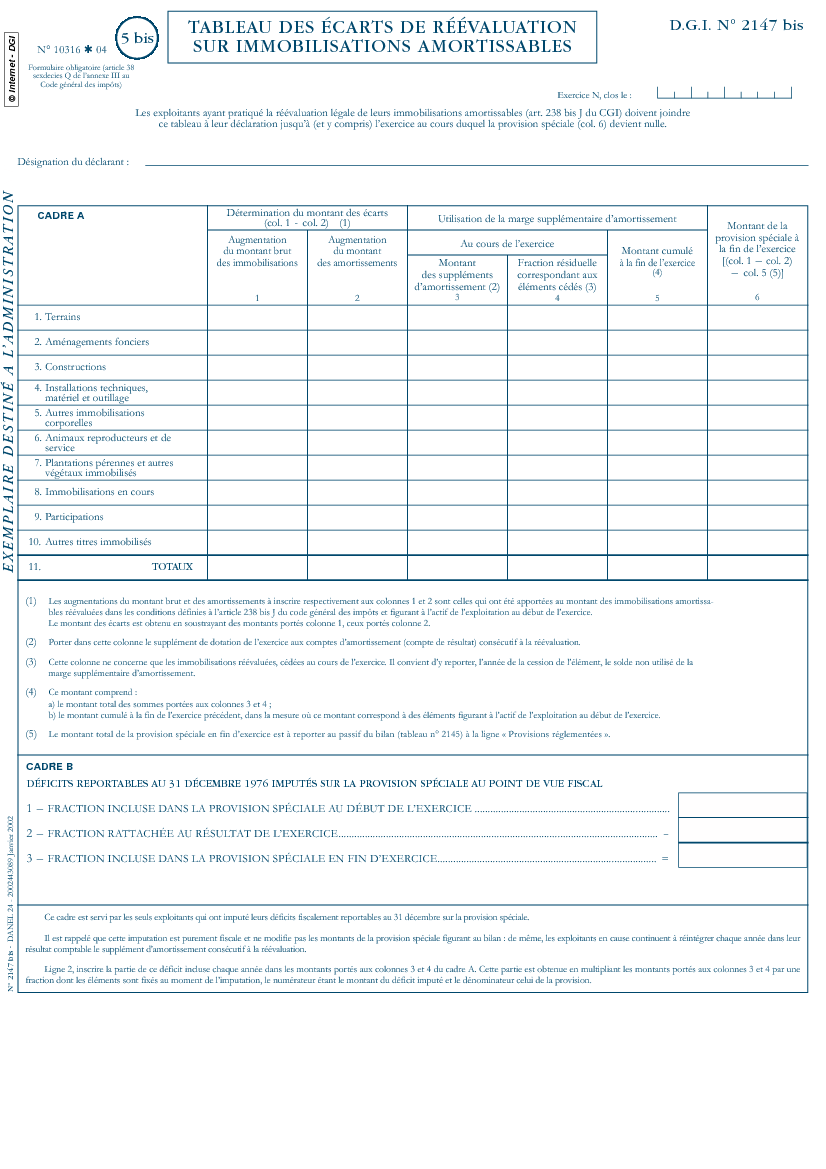 TABLEAU DES ÉCARTS DE RÉÉVALUATION
SUR IMMOBILISATIONS AMORTISSABLES
D.G.I. N° 2147 bis
5 bis
N° 10316 ✱ 04
Formulaire obligatoire (article 38
sexdecies Q de l'annexe III au
Code général des impôts)
© Internet - DGI
Exercice N, clos le :
Les exploitants ayant pratiqué la réévaluation légale de leurs immobilisations amortissables (art. 238 bis J du CGI) doivent joindre
ce tableau à leur déclaration jusqu'à (et y compris) l'exercice au cours duquel la provision spéciale (col. 6) devient nulle.
Désignation du déclarant :
EXEMPLAIRE DESTINÉ A L'ADMINISTRATION
CADRE A
Détermination du montant des écarts
(col. 1 - col. 2) (1)
Utilisation de la marge supplémentaire d'amortissement
Montant de la
provision spéciale à
la fin de l'exercice
[(col. 1 − col. 2)
− col. 5 (5)]
6
Augmentation
du montant brut
des immobilisations
1
Augmentation
du montant
des amortissements
2
Au cours de l'exercice
Montant
des suppléments
d'amortissement (2)
3
Fraction résiduelle
correspondant aux
éléments cédés (3)
4
Montant cumulé
à la fin de l'exercice
(4)
5
1. Terrains
2. Aménagements fonciers
3. Constructions
4. Installations techniques,
matériel et outillage
5. Autres immobilisations
corporelles
6. Animaux reproducteurs et de
service
7. Plantations pérennes et autres
végétaux immobilisés
8. Immobilisations en cours
9. Participations
10. Autres titres immobilisés
11. TOTAUX
(1) Les augmentations du montant brut et des amortissements à inscrire respectivement aux colonnes 1 et 2 sont celles qui ont été apportées au montant des immobilisations amortissa-
bles réévaluées dans les conditions définies à l'article 238 bis J du code général des impôts et figurant à l'actif de l'exploitation au début de l'exercice.
Le montant des écarts est obtenu en soustrayant des montants portés colonne 1, ceux portés colonne 2.
(2) Porter dans cette colonne le supplément de dotation de l'exercice aux comptes d'amortissement (compte de résultat) consécutif à la réévaluation.
(3) Cette colonne ne concerne que les immobilisations réévaluées, cédées au cours de l'exercice. Il convient d'y reporter, l'année de la cession de l'élément, le solde non utilisé de la
marge supplémentaire d'amortissement.
(4) Ce montant comprend :
a) le montant total des sommes portées aux colonnes 3 et 4 ;
b) le montant cumulé à la fin de l'exercice précédent, dans la mesure où ce montant correspond à des éléments figurant à l'actif de l'exploitation au début de l'exercice.
(5) Le montant total de la provision spéciale en fin d'exercice est à reporter au passif du bilan (tableau n° 2145) à la ligne « Provisions réglementées ».
CADRE B
DÉFICITS REPORTABLES AU 31 DÉCEMBRE 1976 IMPUTÉS SUR LA PROVISION SPÉCIALE AU POINT DE VUE FISCAL
1 − FRACTION INCLUSE DANS LA PROVISION SPÉCIALE AU DÉBUT DE L'EXERCICE
2 − FRACTION RATTACHÉE AU RÉSULTAT DE L'EXERCICE −
3 − FRACTION INCLUSE DANS LA PROVISION SPÉCIALE EN FIN D'EXERCICE =
Ce cadre est servi par les seuls exploitants qui ont imputé leurs déficits fiscalement reportables au 31 décembre sur la provision spéciale.
Il est rappelé que cette imputation est purement fiscale et ne modifie pas les montants de la provision spéciale figurant au bilan : de même, les exploitants en cause continuent à réintégrer chaque année dans leur
résultat comptable le supplément d'amortissement consécutif à la réévaluation.
Ligne 2, inscrire la partie de ce déficit incluse chaque année dans les montants portés aux colonnes 3 et 4 du cadre A. Cette partie est obtenue en multipliant les montants portés aux colonnes 3 et 4 par une
fraction dont les éléments sont fixés au moment de l'imputation, le numérateur étant le montant du déficit imputé et le dénominateur celui de la provision.
N° 2147 bis - DANEL 24 - 2002443089 Janvier 2002